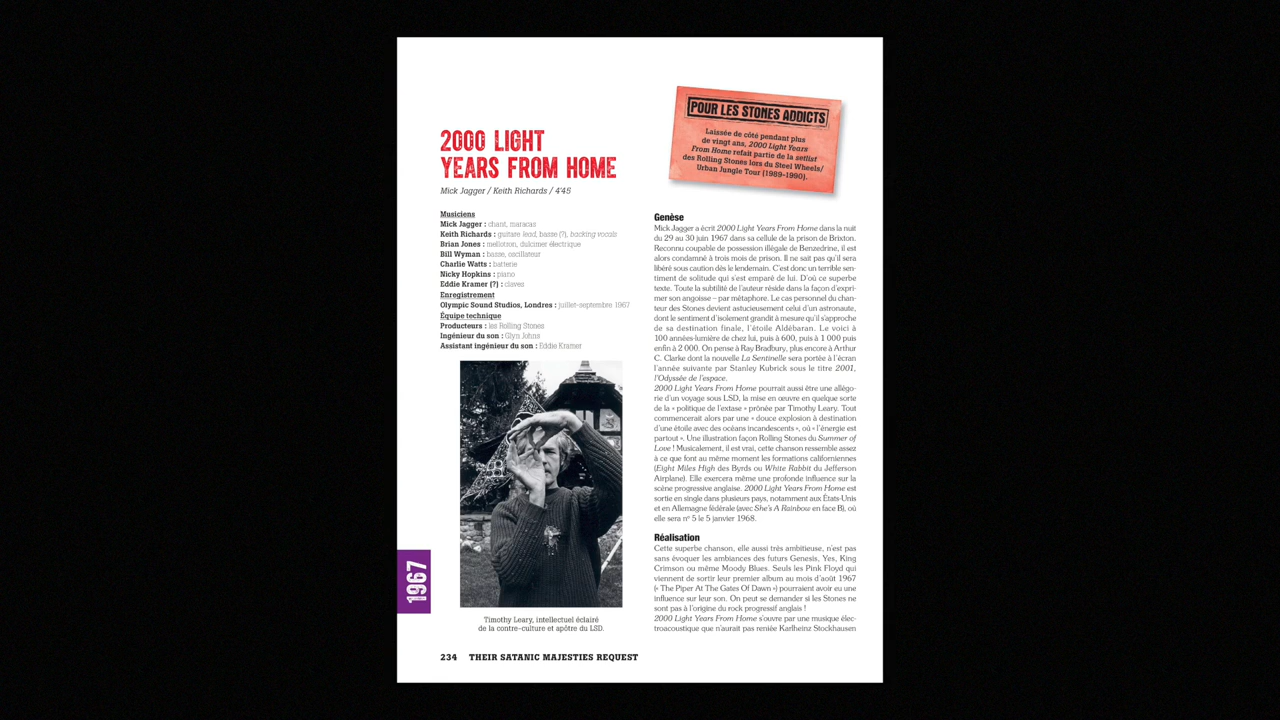 2000 LIGHT
YEARS FROM HOME
Mick Jagger / Keith Richards / 4'45
Musiciens
Mick Jagger : chant, maracas
Keith Richards : guitare lead, basse (?), backing vocals
Brian Jones : mellotron, dulcimer électrique
Bill Wyman : basse, oscillateur
Charlie Watts : batterie
Nicky Hopkins : piano
Eddie Kramer (?) : claves
Enregistrement
Olympic Sound Studios, Londres : juillet-septembre 1967
Équipe technique
Producteurs : les Rolling Stones
Ingénieur du son : Glyn Johns
Assistant ingénieur du son : Eddie Kramer
Timothy Leary, intellectuel éclairé
de la contre-culture et apôtre du LSD.
POUR LES STONES ADDICTS
Laissée de côté pendant plus
de vingt ans, 2000 Light Years
From Home refait partie de la setlist
des Rolling Stones lors du Steel Wheels/
Urban Jungle Tour (1989-1990).
Genèse
Mick Jagger a écrit 2000 Light Years From Home dans la nuit
du 29 au 30 juin 1967 dans sa cellule de la prison de Brixton.
Reconnu coupable de possession illégale de Benzedrine, il est
alors condamné à trois mois de prison. Il ne sait pas qu'il sera
libéré sous caution dès le lendemain. C'est donc un terrible sen-
timent de solitude qui s'est emparé de lui. D'où ce superbe
texte. Toute la subtilité de l'auteur réside dans la façon d'expri-
mer son angoisse – par métaphore. Le cas personnel du chan-
teur des Stones devient astucieusement celui d'un astronaute,
dont le sentiment d'isolement grandit à mesure qu'il s'approche
de sa destination finale, l'étoile Aldébaran. Le voici à
100 années-lumière de chez lui, puis à 600, puis à 1 000 puis
enfin à 2 000. On pense à Ray Bradbury, plus encore à Arthur
C. Clarke dont la nouvelle La Sentinelle sera portée à l'écran
l'année suivante par Stanley Kubrick sous le titre 2001,
l'Odyssée de l'espace.
2000 Light Years From Home pourrait aussi être une allégo-
rie d'un voyage sous LSD, la mise en œuvre en quelque sorte
de la « politique de l'extase » prônée par Timothy Leary. Tout
commencerait alors par une « douce explosion à destination
d'une étoile avec des océans incandescents », où « l'énergie est
partout ». Une illustration façon Rolling Stones du Summer of
Love ! Musicalement, il est vrai, cette chanson ressemble assez
à ce que font au même moment les formations californiennes
(Eight Miles High des Byrds ou White Rabbit du Jefferson
Airplane). Elle exercera même une profonde influence sur la
scène progressive anglaise. 2000 Light Years From Home est
sortie en single dans plusieurs pays, notamment aux États-Unis
et en Allemagne fédérale (avec She's A Rainbow en face B), où
elle sera n° 5 le 5 janvier 1968.
Réalisation
Cette superbe chanson, elle aussi très ambitieuse, n'est pas
sans évoquer les ambiances des futurs Genesis, Yes, King
Crimson ou même Moody Blues. Seuls les Pink Floyd qui
viennent de sortir leur premier album au mois d'août 1967
(« The Piper At The Gates Of Dawn ») pourraient avoir eu une
influence sur leur son. On peut se demander si les Stones ne
sont pas à l'origine du rock progressif anglais !
2000 Light Years From Home s'ouvre par une musique élec-
troacoustique que n'aurait pas reniée Karlheinz Stockhausen
1967
234 THEIR SATANIC MAJESTIES REQUEST